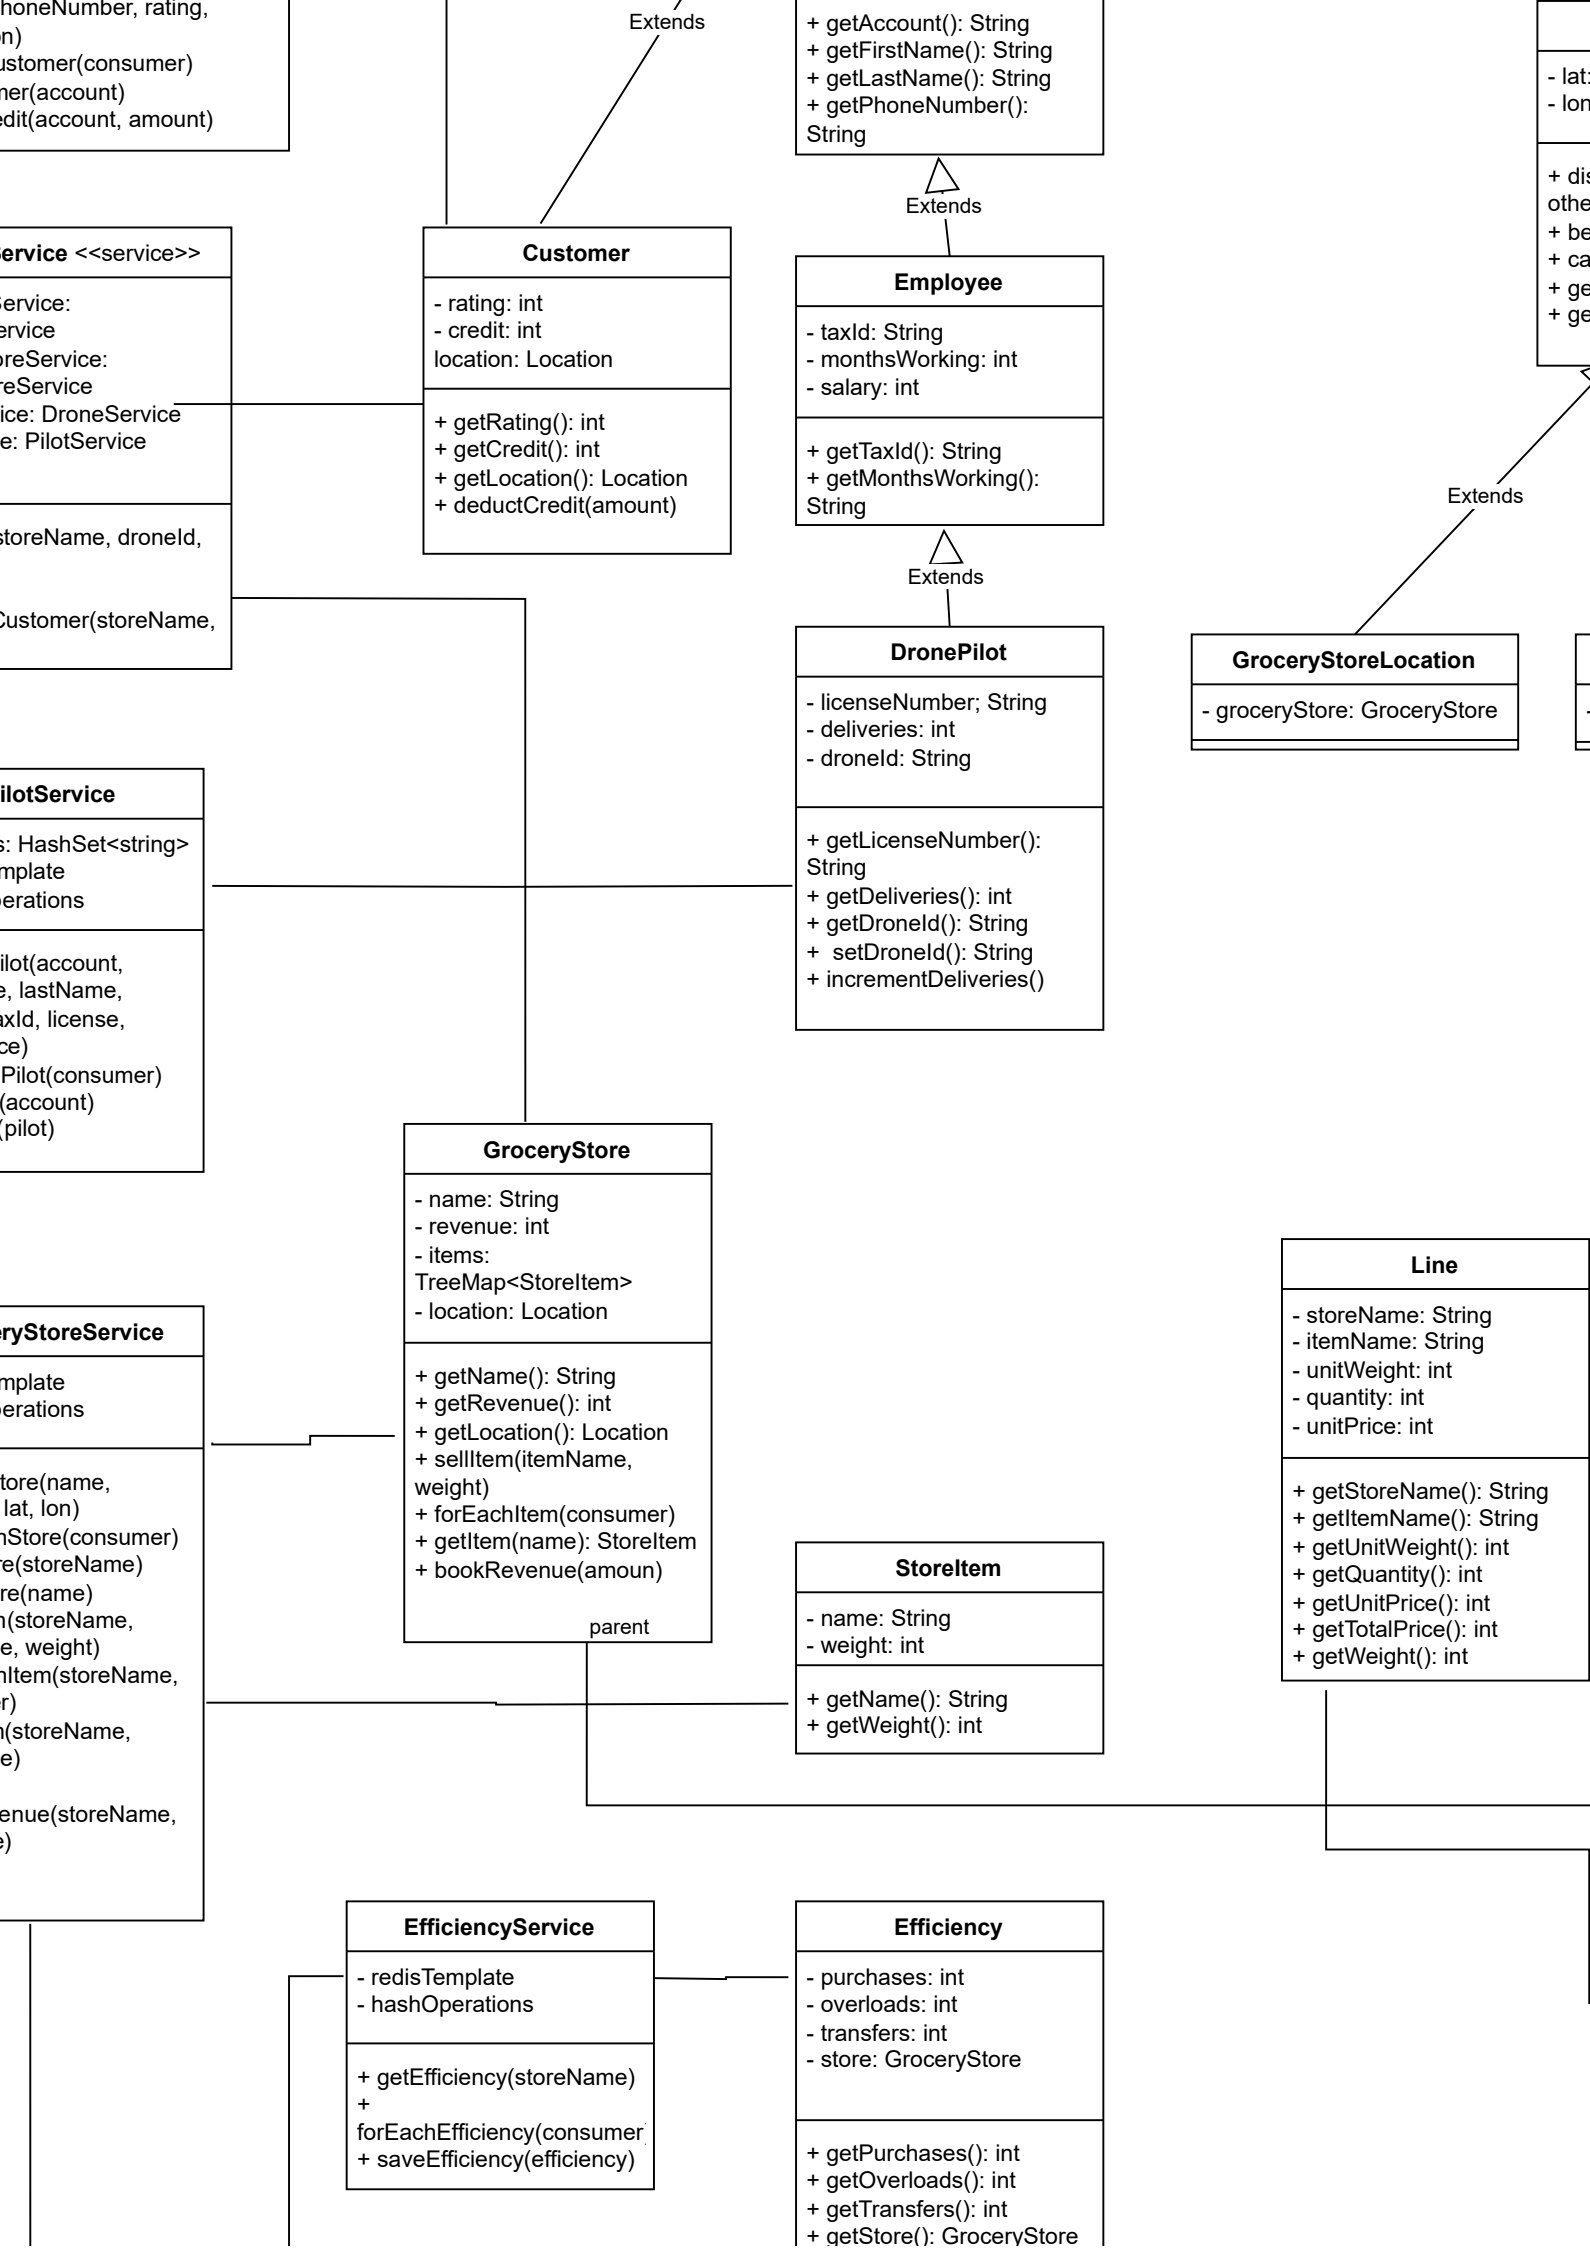 honeNumber, rating,
on)
ustomer(consumer)
mer(account)
edit(account, amount)
Extends
+ getAccount(): String
+ getFirstName(): String
+ getLastName(): String
+ getPhoneNumber():
String
Extends
- lat:
- lon
+ dis
othe
+ be
+ ca
+ ge
+ ge
Service <<service>>
Service:
ervice
oreService:
reService
ice: DroneService
e: PilotService
storeName, droneId,
Customer(storeName,
Customer
- rating: int
- credit: int
location: Location
+ getRating(): int
+ getCredit(): int
+ getLocation(): Location
+ deductCredit(amount)
Employee
- taxId: String
- monthsWorking: int
- salary: int
+ getTaxId(): String
+ getMonthsWorking():
String
Extends
Extends
DronePilot
- licenseNumber; String
- deliveries: int
- droneId: String
+ getLicenseNumber():
String
+ getDeliveries(): int
+ getDroneId(): String
+  setDroneId(): String
+ incrementDeliveries()
GroceryStoreLocation
- groceryStore: GroceryStore
-
ilotService
s: HashSet<string>
mplate
erations
ilot(account,
e, lastName,
axId, license,
ce)
Pilot(consumer)
(account)
(pilot)
GroceryStore
- name: String
- revenue: int
- items:
TreeMap<StoreItem>
- location: Location
+ getName(): String
+ getRevenue(): int
+ getLocation(): Location
+ sellItem(itemName,
weight)
+ forEachItem(consumer)
+ getItem(name): StoreItem
+ bookRevenue(amoun)
parent
Line
- storeName: String
- itemName: String
- unitWeight: int
- quantity: int
- unitPrice: int
+ getStoreName(): String
+ getItemName(): String
+ getUnitWeight(): int
+ getQuantity(): int
+ getUnitPrice(): int
+ getTotalPrice(): int
+ getWeight(): int
eryStoreService
mplate
erations
tore(name,
lat, lon)
hStore(consumer)
re(storeName)
re(name)
n(storeName,
e, weight)
hItem(storeName,
er)
n(storeName,
e)
enue(storeName,
e)
StoreItem
- name: String
- weight: int
+ getName(): String
+ getWeight(): int
EfficiencyService
- redisTemplate
- hashOperations
+ getEfficiency(storeName)
+
forEachEfficiency(consumer
+ saveEfficiency(efficiency)
Efficiency
- purchases: int
- overloads: int
- transfers: int
- store: GroceryStore
+ getPurchases(): int
+ getOverloads(): int
+ getTransfers(): int
+ getStore(): GroceryStore